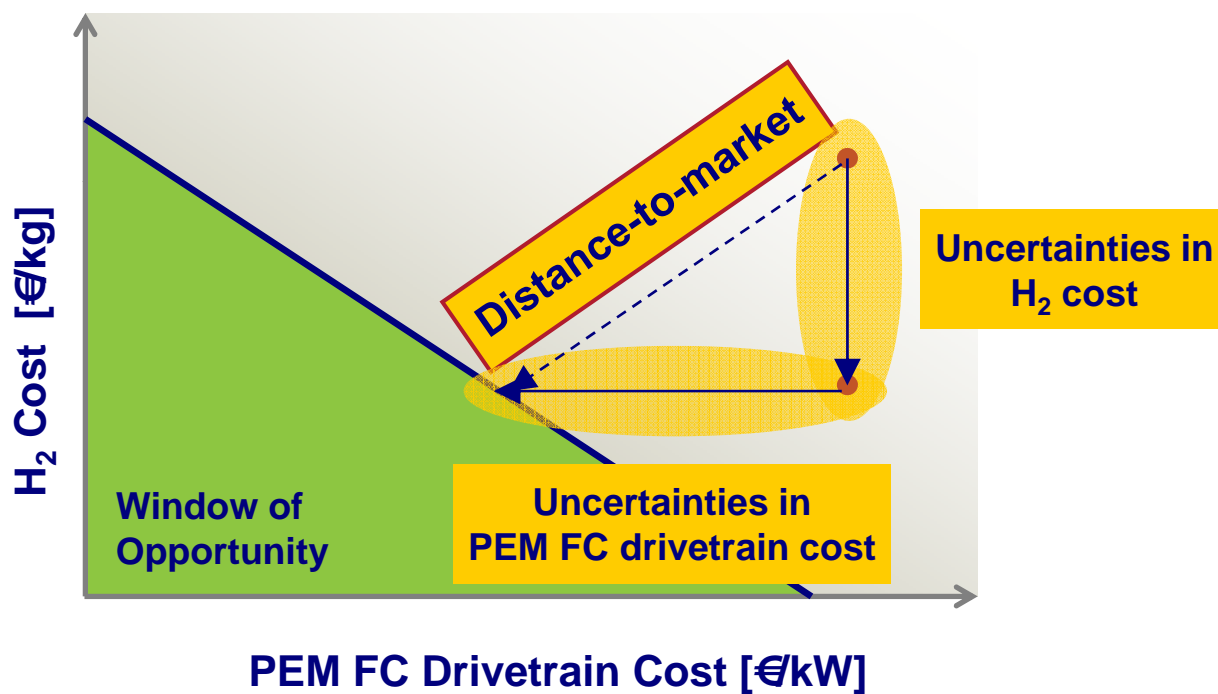 H₂ Cost [€/kg]
Distance-to-market
Uncertainties in
H₂ cost
Window of
Opportunity
Uncertainties in
PEM FC drivetrain cost
PEM FC Drivetrain Cost [€/kW]